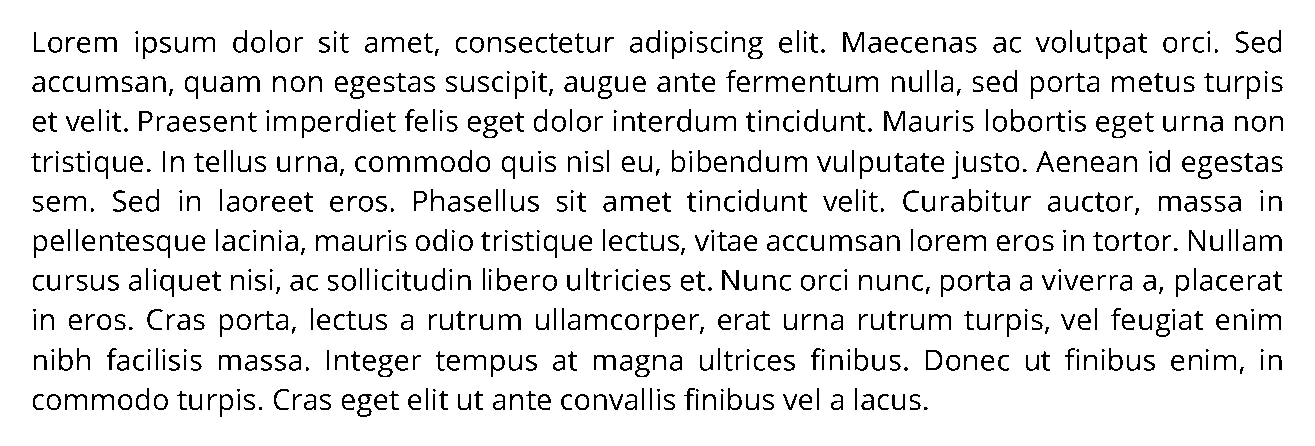 Lorem ipsum dolor sit amet, consectetur adipiscing elit. Maecenas ac volutpat orci. Sed
accumsan, quam non egestas suscipit, augue ante fermentum nulla, sed porta metus turpis
et velit. Praesent imperdiet felis eget dolor interdum tincidunt. Mauris lobortis eget urna non
tristique. In tellus urna, commodo quis nisl eu, bibendum vulputate justo. Aenean id egestas
sem. Sed in laoreet eros. Phasellus sit amet tincidunt velit. Curabitur auctor, massa in
pellentesque lacinia, mauris odio tristique lectus, vitae accumsan lorem eros in tortor. Nullam
cursus aliquet nisi, ac sollicitudin libero ultricies et. Nunc orci nunc, porta a viverra a, placerat
in eros. Cras porta, lectus a rutrum ullamcorper, erat urna rutrum turpis, vel feugiat enim
nibh facilisis massa. Integer tempus at magna ultrices finibus. Donec ut finibus enim, in
commodo turpis. Cras eget elit ut ante convallis finibus vel a lacus.